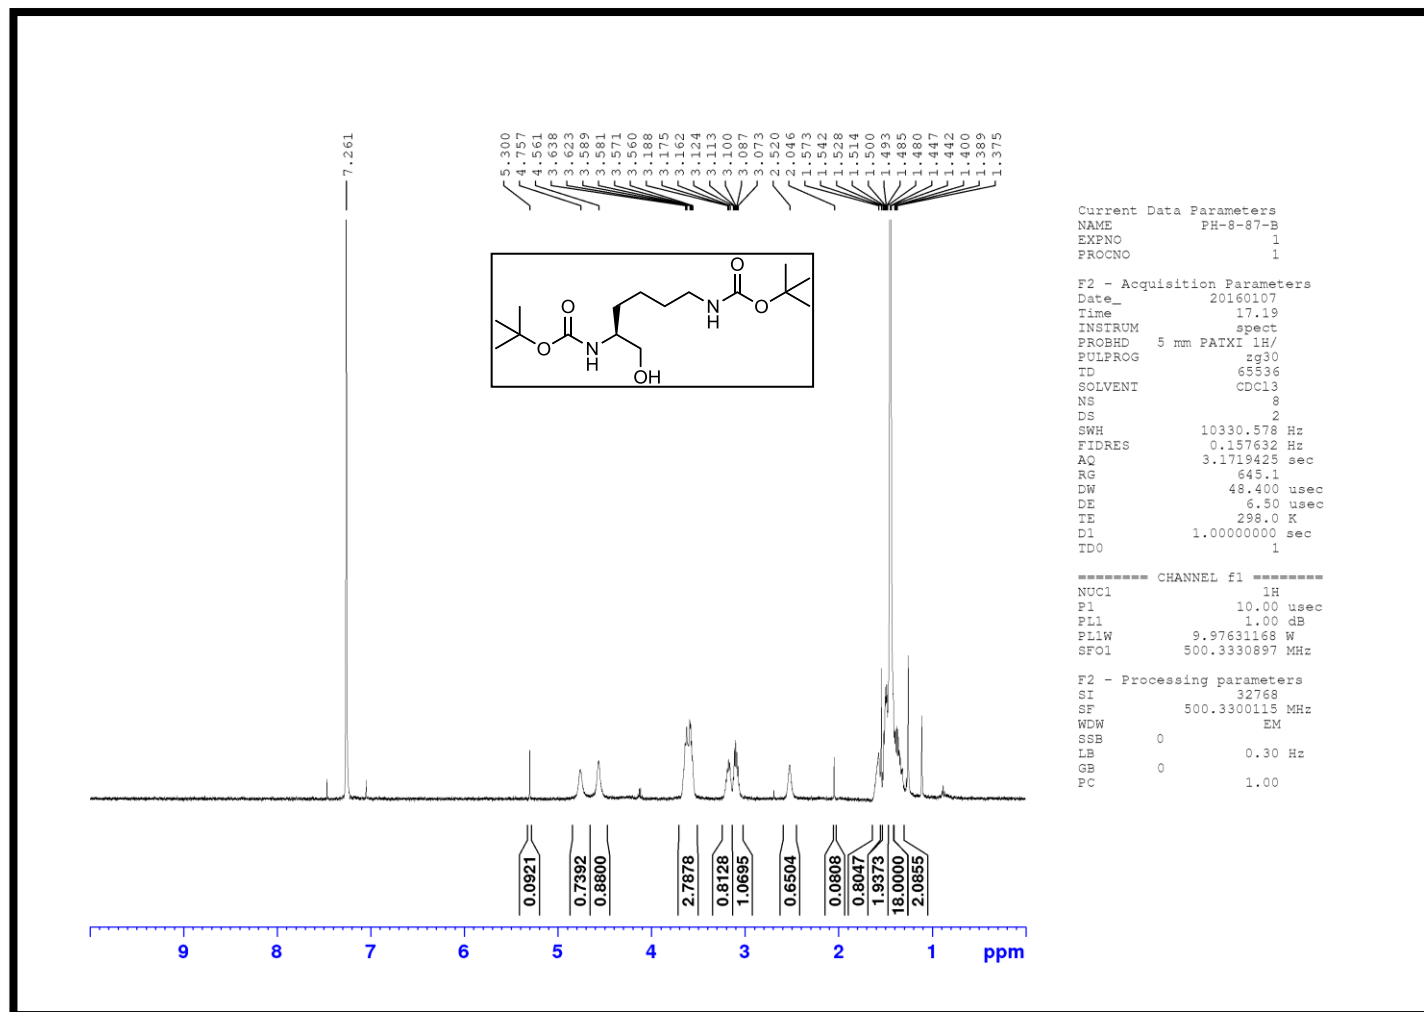 7.261
5.300
4.757
4.561
3.638
3.623
3.589
3.581
3.571
3.560
3.188
3.175
3.162
3.124
3.113
3.100
3.087
3.073
2.520
2.046
1.573
1.542
1.528
1.514
1.500
1.493
1.485
1.480
1.447
1.442
1.400
1.389
1.375
O
O
N
H
O
O
N
H
OH
Current Data Parameters
NAME PH-8-87-B
EXPNO 1
PROCNO 1
F2 - Acquisition Parameters
Date_ 20160107
Time 17.19
INSTRUM spect
PROBHD 5 mm PATXI 1H/
PULPROG zg30
TD 65536
SOLVENT CDCl3
NS 8
DS 2
SWH 10330.578 Hz
FIDRES 0.157632 Hz
AQ 3.1719425 sec
RG 645.1
DW 48.400 usec
DE 6.50 usec
TE 298.0 K
D1 1.00000000 sec
TD0 1
======== CHANNEL f1 ========
NUC1 1H
P1 10.00 usec
PL1 1.00 dB
PL1W 9.97631168 W
SFO1 500.3330897 MHz
F2 - Processing parameters
SI 32768
SF 500.3300115 MHz
WDW EM
SSB 0
LB 0.30 Hz
GB 0
PC 1.00
0.0921
0.7392
0.8800
2.7878
0.8128
1.0695
0.6504
0.0808
0.8047
1.9373
18.0000
2.0855
9 8 7 6 5 4 3 2 1 ppm